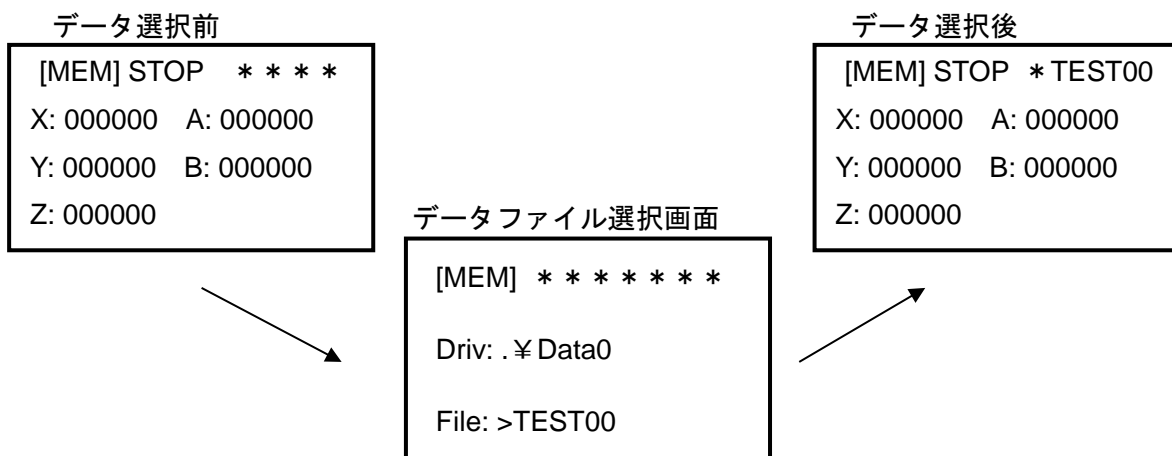 データ選択前
[MEM] STOP ＊＊＊＊
X: 000000 A: 000000
Y: 000000 B: 000000
Z: 000000
データファイル選択画面
[MEM] ＊＊＊＊＊＊＊
Driv: .￥Data0
File: >TEST00
データ選択後
[MEM] STOP ＊TEST00
X: 000000 A: 000000
Y: 000000 B: 000000
Z: 000000